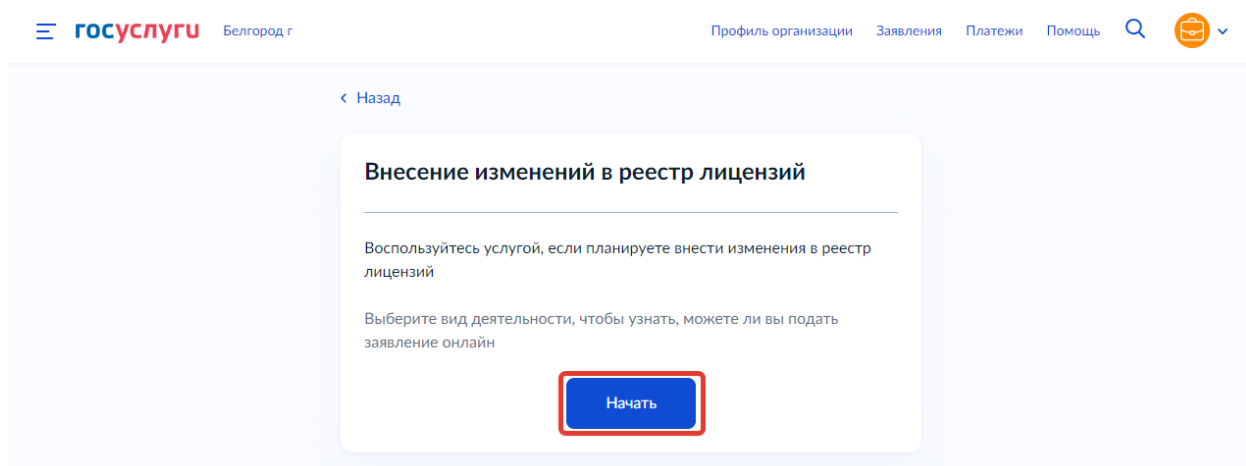 госуслуги Белгород г Профиль организации Заявления Платежи Помощь
Назад
Внесение изменений в реестр лицензий
Воспользуйтесь услугой, если планируете внести изменения в реестр
лицензий
Выберите вид деятельности, чтобы узнать, можете ли вы подать
заявление онлайн
Начать